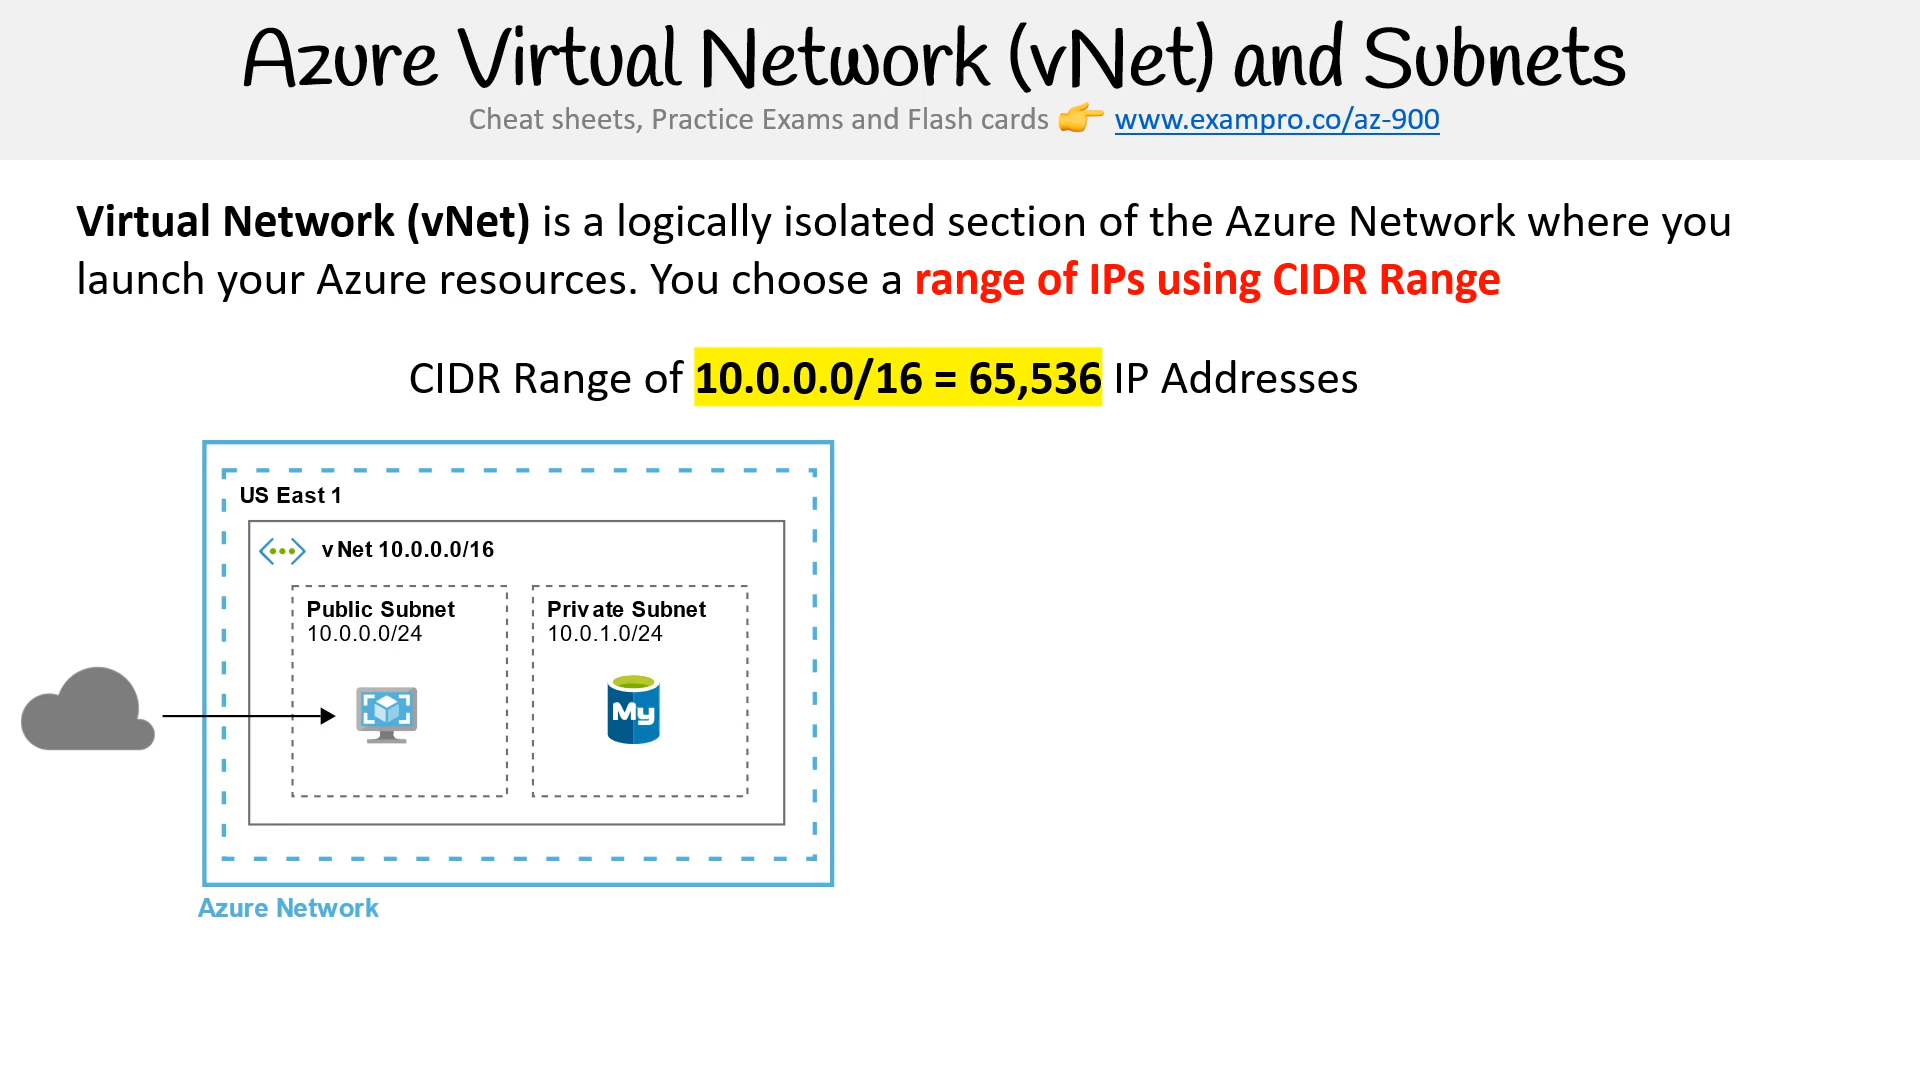 Azure Virtual Network (vNet) and Subnets
Cheat sheets, Practice Exams and Flash cards 👉 www.exampro.co/az-900
Virtual Network (vNet) is a logically isolated section of the Azure Network where you
launch your Azure resources. You choose a range of IPs using CIDR Range
CIDR Range of 10.0.0.0/16 = 65,536 IP Addresses
US East 1
vNet 10.0.0.0/16
Public Subnet
10.0.0.0/24
Private Subnet
10.0.1.0/24
My
Azure Network